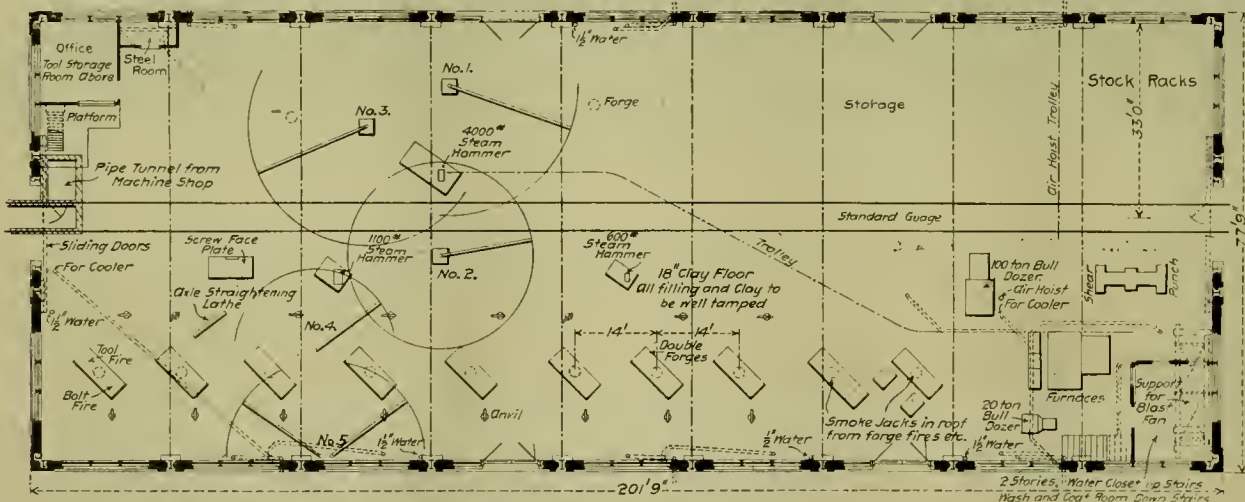 1½" Water
Office
Tool Storage
Room Above
Steel
Room
Platform
Pipe Tunnel from
Machine Shop
No.1.
No.3.
4000#
Steam
Hammer
Forge
Storage
Air Hoist Trolley
Stock Racks
33'0"
77'9"
Standard Guage
Sliding Doors
For Cooler
Screw Face
Plate
1100#
Steam
Hammer
No.2.
600#
Steam
Hammer
18" Clay Floor
All filling and Clay to
be well tamped
Trolley
100 ton Bull
Dozer
Air Hoist
For Cooler
Shear
Punch
Axle Straightening
Lathe
1½" Water
No.4.
14'
14'
Double
Forges
Tool
Fire
Bolt
Fire
Anvil
Smoke Jacks in roof
from forge fires etc.
Furnaces
Support
for
Blast
Fan
20 ton
Bull
Dozer
No.5
1½" Water
½" Water
1½" Water
201'9"
2 Stories, Water Closet up Stairs
Wash and Coat Room Down Stairs